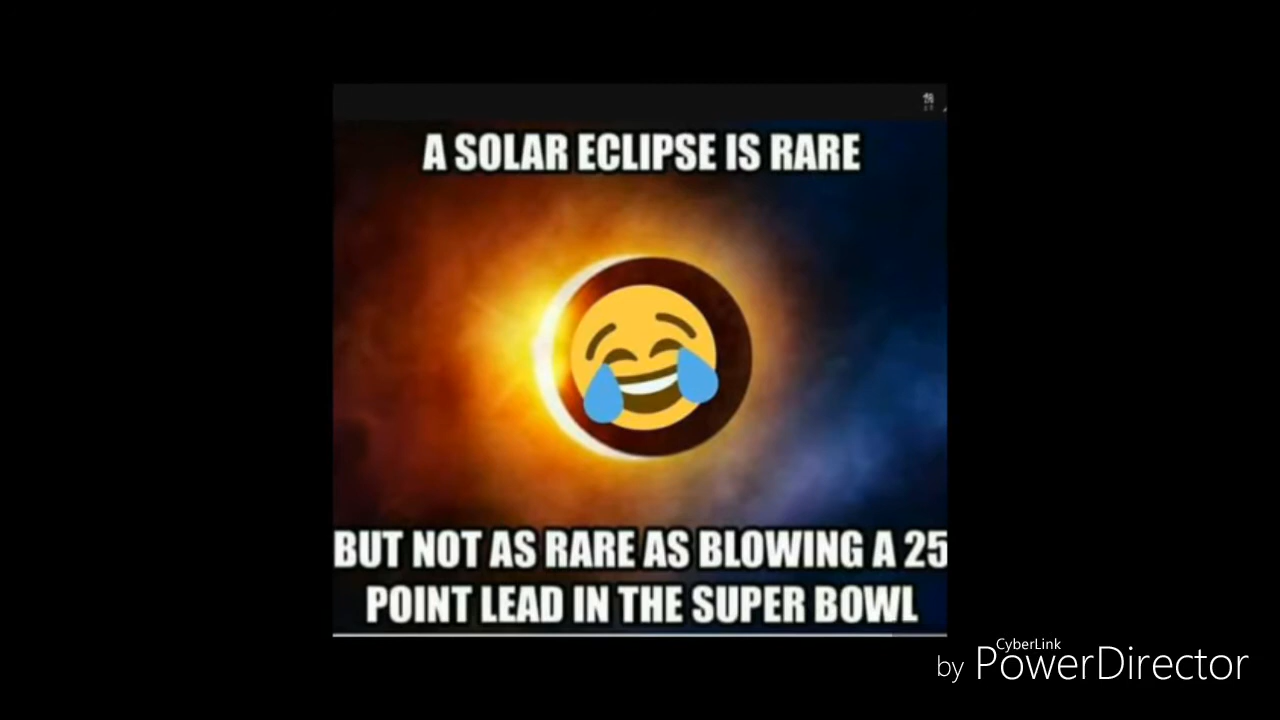 A SOLAR ECLIPSE IS RARE
BUT NOT AS RARE AS BLOWING A 25
POINT LEAD IN THE SUPER BOWL
CyberLink
by PowerDirector